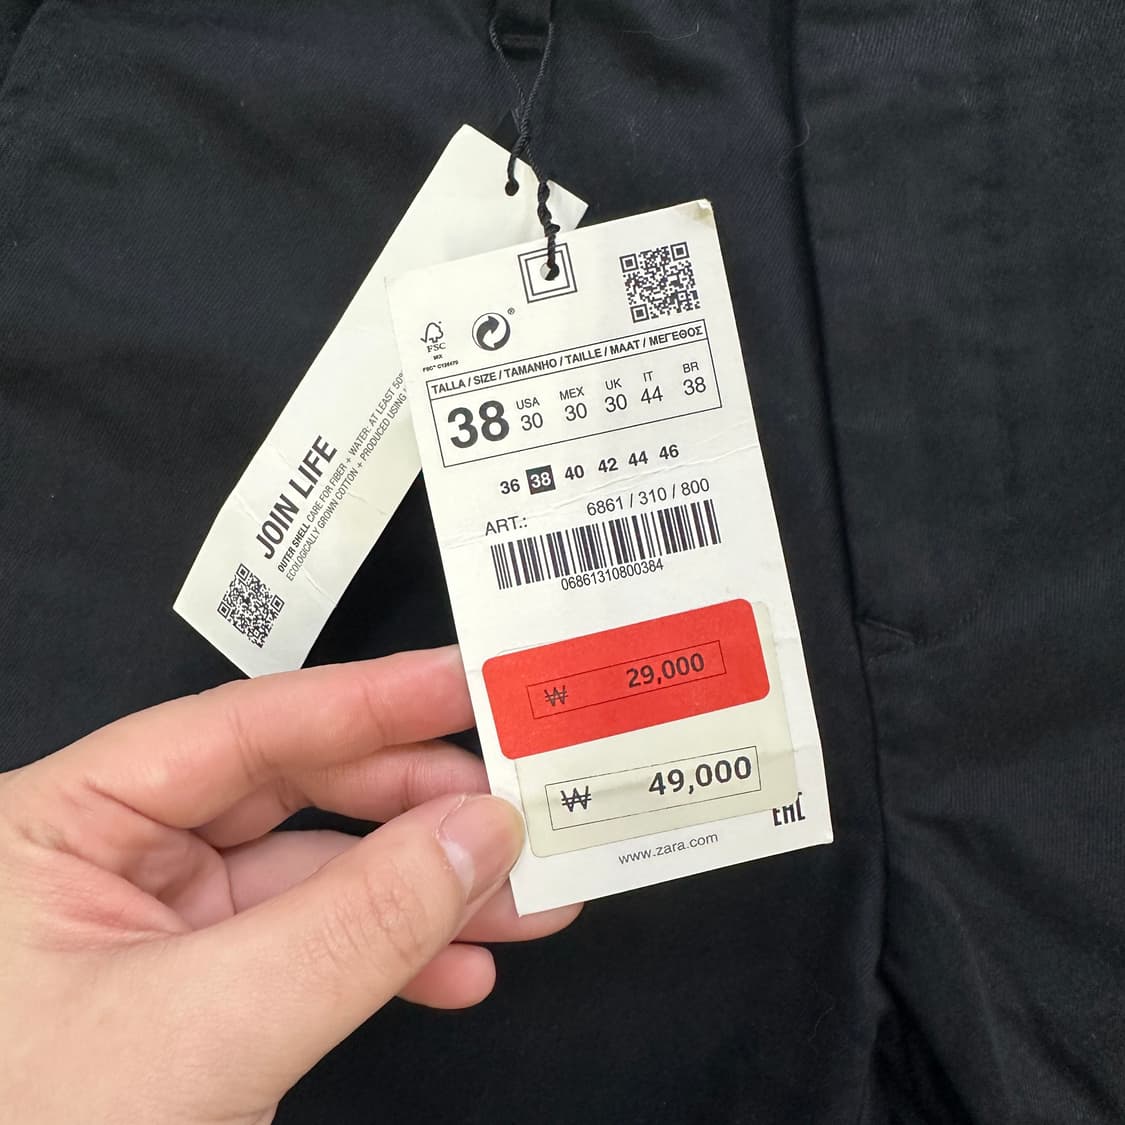 JOIN LIFE
OUTER SHELL CARE FOR FIBER + WATER: AT LEAST 50%
ECOLOGICALLY GROWN COTTON + PRODUCED USING
FSC
MIX
®
TALLA / SIZE / TAMANHO / TAILLE / MAAT / ΜΕΓΕΘΟΣ
38 USA 30 MEX 30 UK 30 IT 44 BR 38
36 38 40 42 44 46
ART.: 6861 / 310 / 800
06861310800384
₩ 29,000
₩ 49,000
EAC
www.zara.com